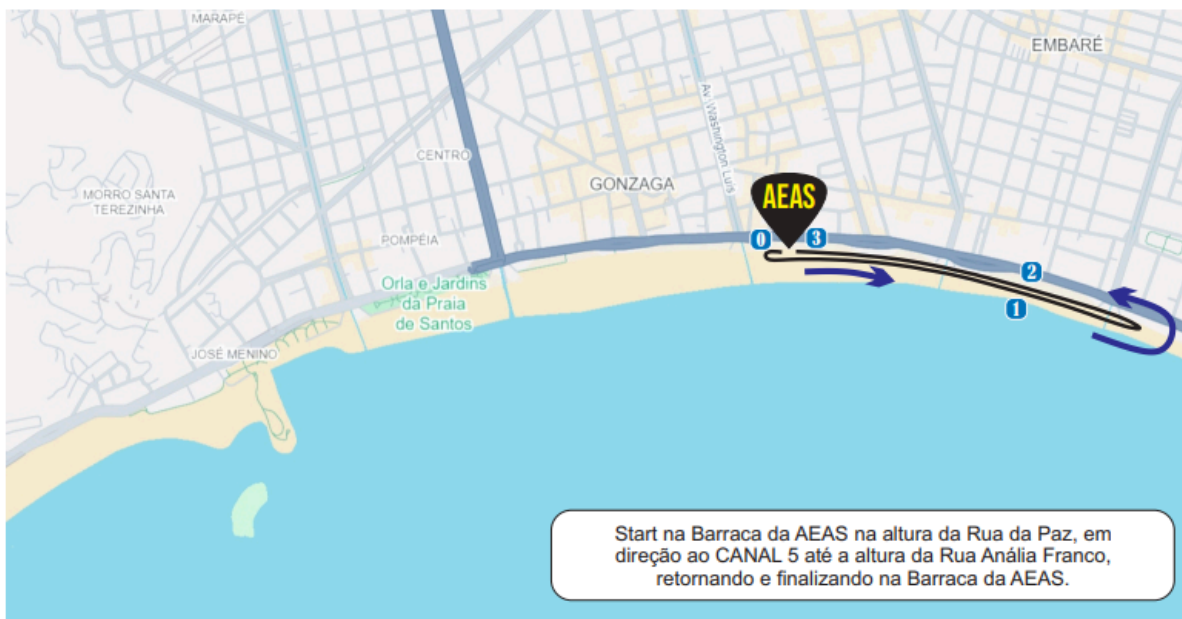 MARAPÉ
EMBARÉ
Av. Washington Luis
CENTRO
GONZAGA
MORRO SANTA
TEREZINHA
AEAS
POMPÉIA
0
3
2
1
Orla e Jardins
da Praia
de Santos
JOSÉ MENINO
Start na Barraca da AEAS na altura da Rua da Paz, em
direção ao CANAL 5 até a altura da Rua Anália Franco,
retornando e finalizando na Barraca da AEAS.